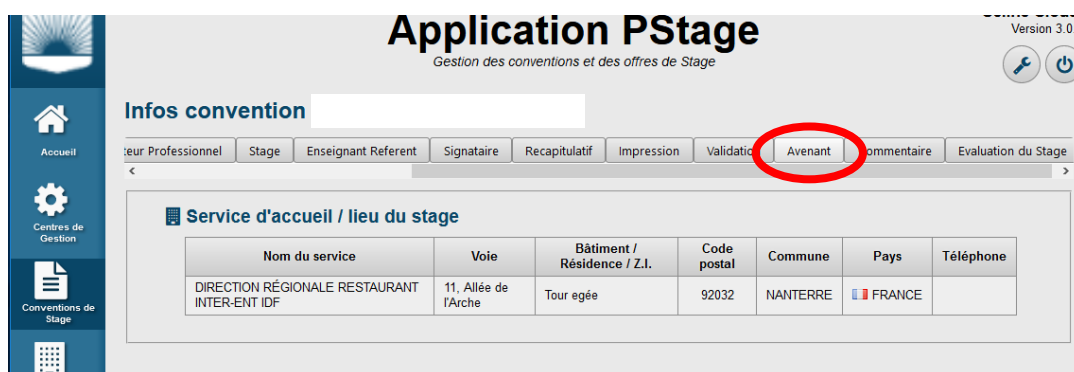 Application PStage
Version 3.0
Gestion des conventions et des offres de Stage
Infos convention
Accueil
teur Professionnel Stage Enseignant Referent Signataire Recapitulatif Impression Validation Avenant Commentaire Evaluation du Stage
Centres de
Gestion
Service d'accueil / lieu du stage
Nom du service Voie Bâtiment / Résidence / Z.I. Code postal Commune Pays Téléphone
DIRECTION RÉGIONALE RESTAURANT INTER-ENT IDF 11, Allée de l'Arche Tour egée 92032 NANTERRE FRANCE
Conventions de
Stage